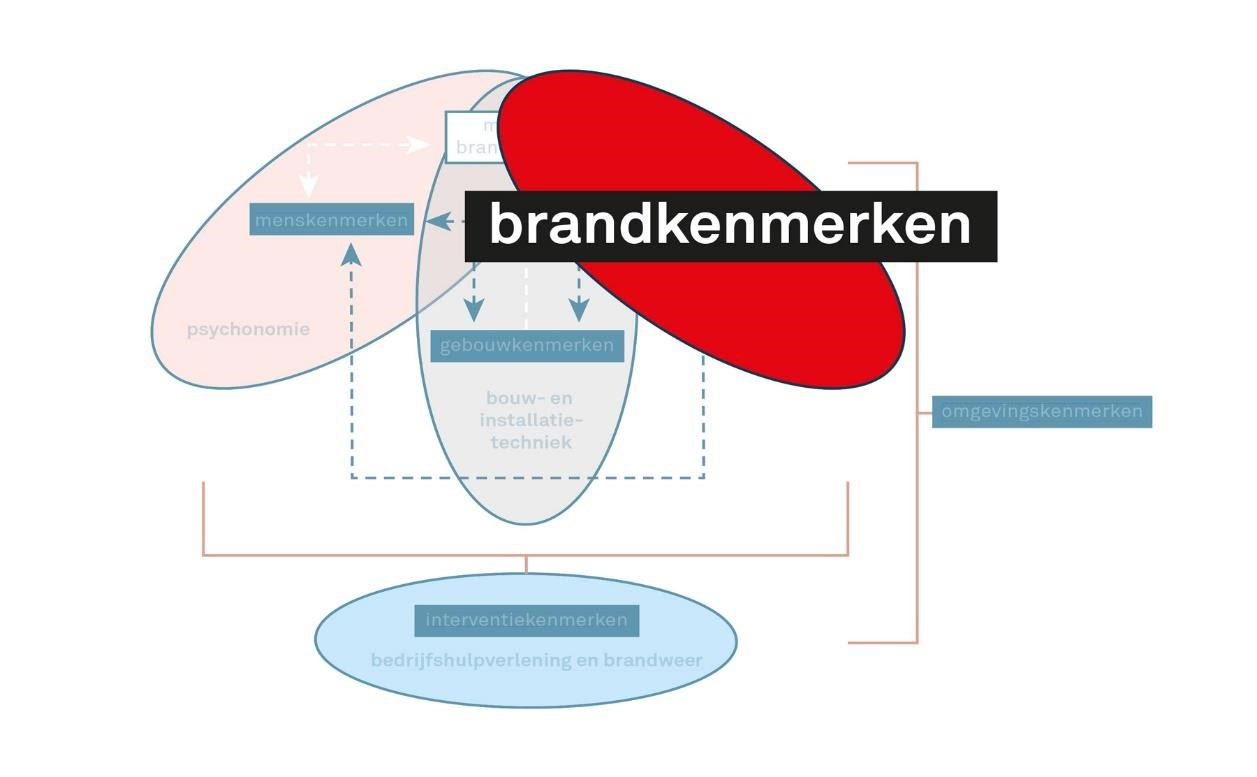 brandkenmerken
menskenmerken
psychonomie
gebouwkenmerken
bouw- en
installatie-
techniek
omgevingskenmerken
interventiekenmerken
bedrijfshulpverlening en brandweer